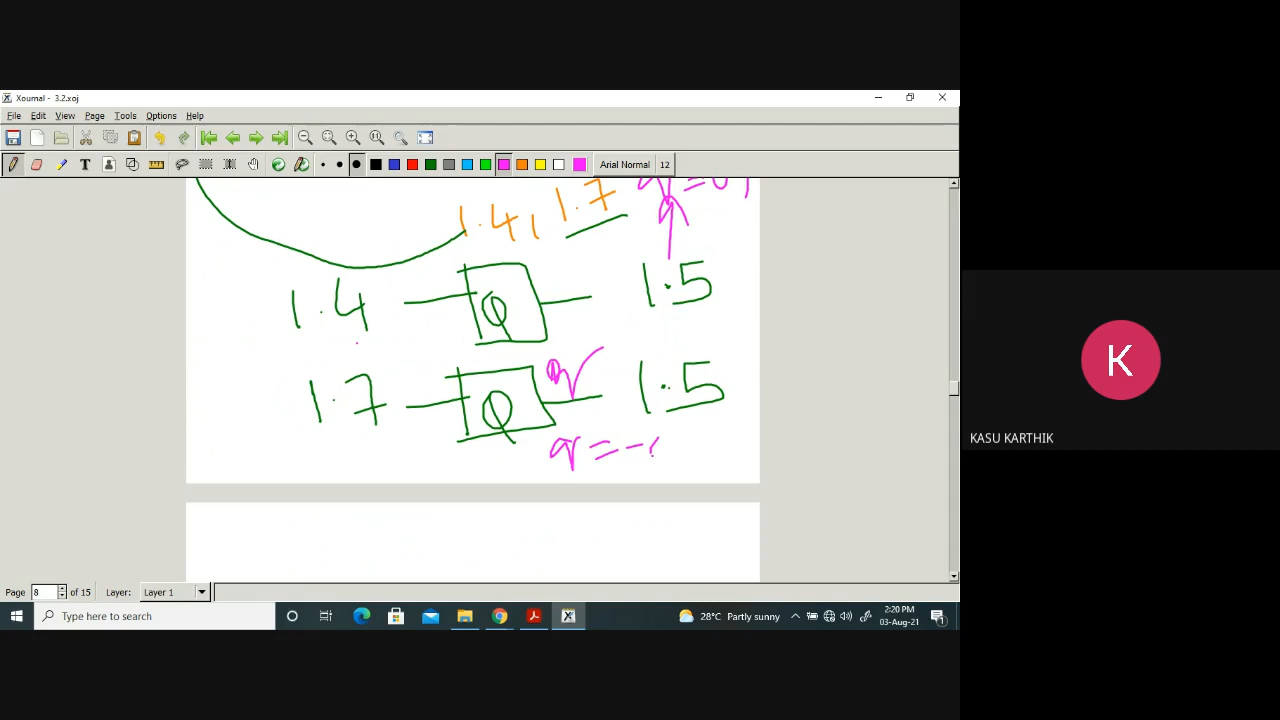 Xournal - 3.2.xoj
File Edit View Page Tools Options Help
Arial Normal 12
1.4, 1.7
1.4 Q 1.5
1.7 Q q 1.5
q = -
Page 8 of 15 Layer: Layer 1
Type here to search
28°C Partly sunny
2:20 PM
03-Aug-21
1
K
KASU KARTHIK